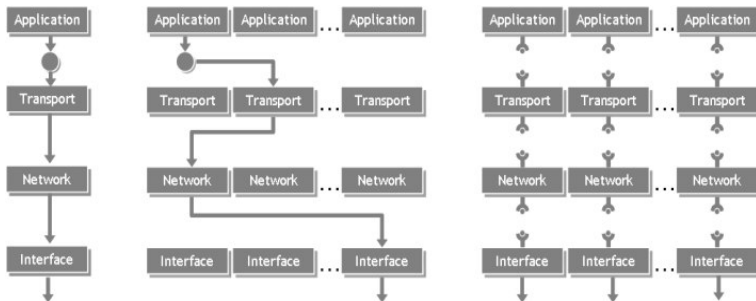 Application Application Application ... Application Application Application ... Application
Transport Transport Transport ... Transport Transport Transport ... Transport
Network Network Network ... Network Network Network ... Network
Interface Interface Interface ... Interface Interface Interface ... Interface